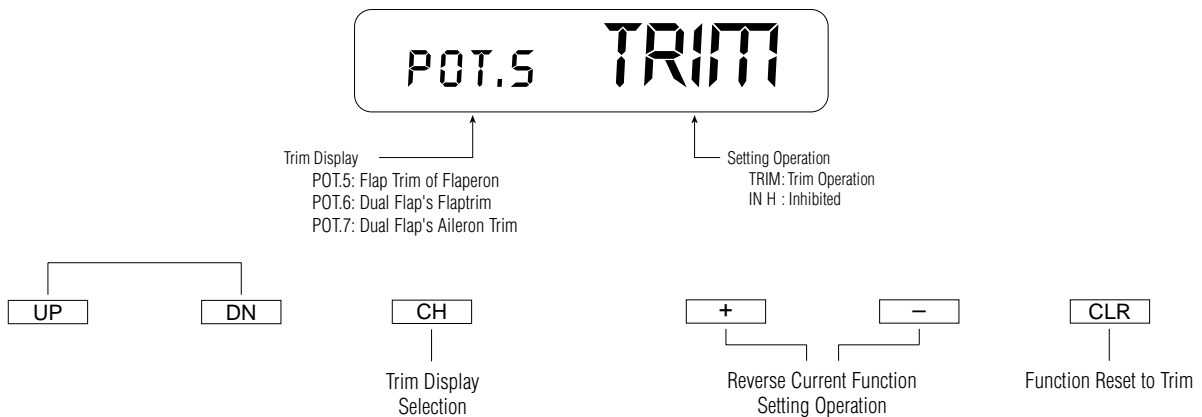 POT.5 TRIM
Trim Display
POT.5: Flap Trim of Flaperon
POT.6: Dual Flap's Flaptrim
POT.7: Dual Flap's Aileron Trim
Setting Operation
TRIM: Trim Operation
IN H : Inhibited
UP DN CH + – CLR
Trim Display
Selection
Reverse Current Function
Setting Operation
Function Reset to Trim